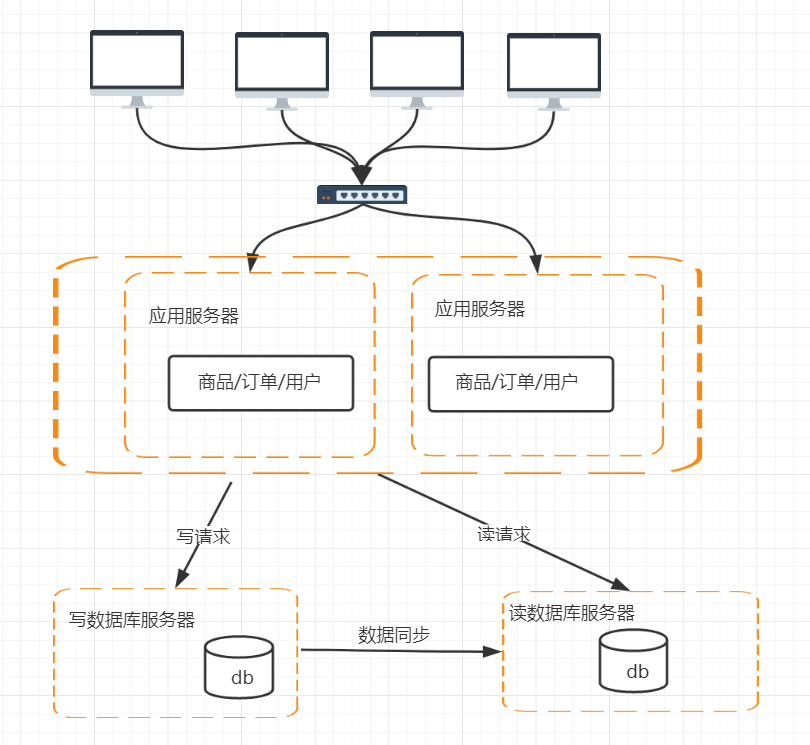 应用服务器
应用服务器
商品/订单/用户
商品/订单/用户
写请求
读请求
写数据库服务器
读数据库服务器
数据同步
db
db